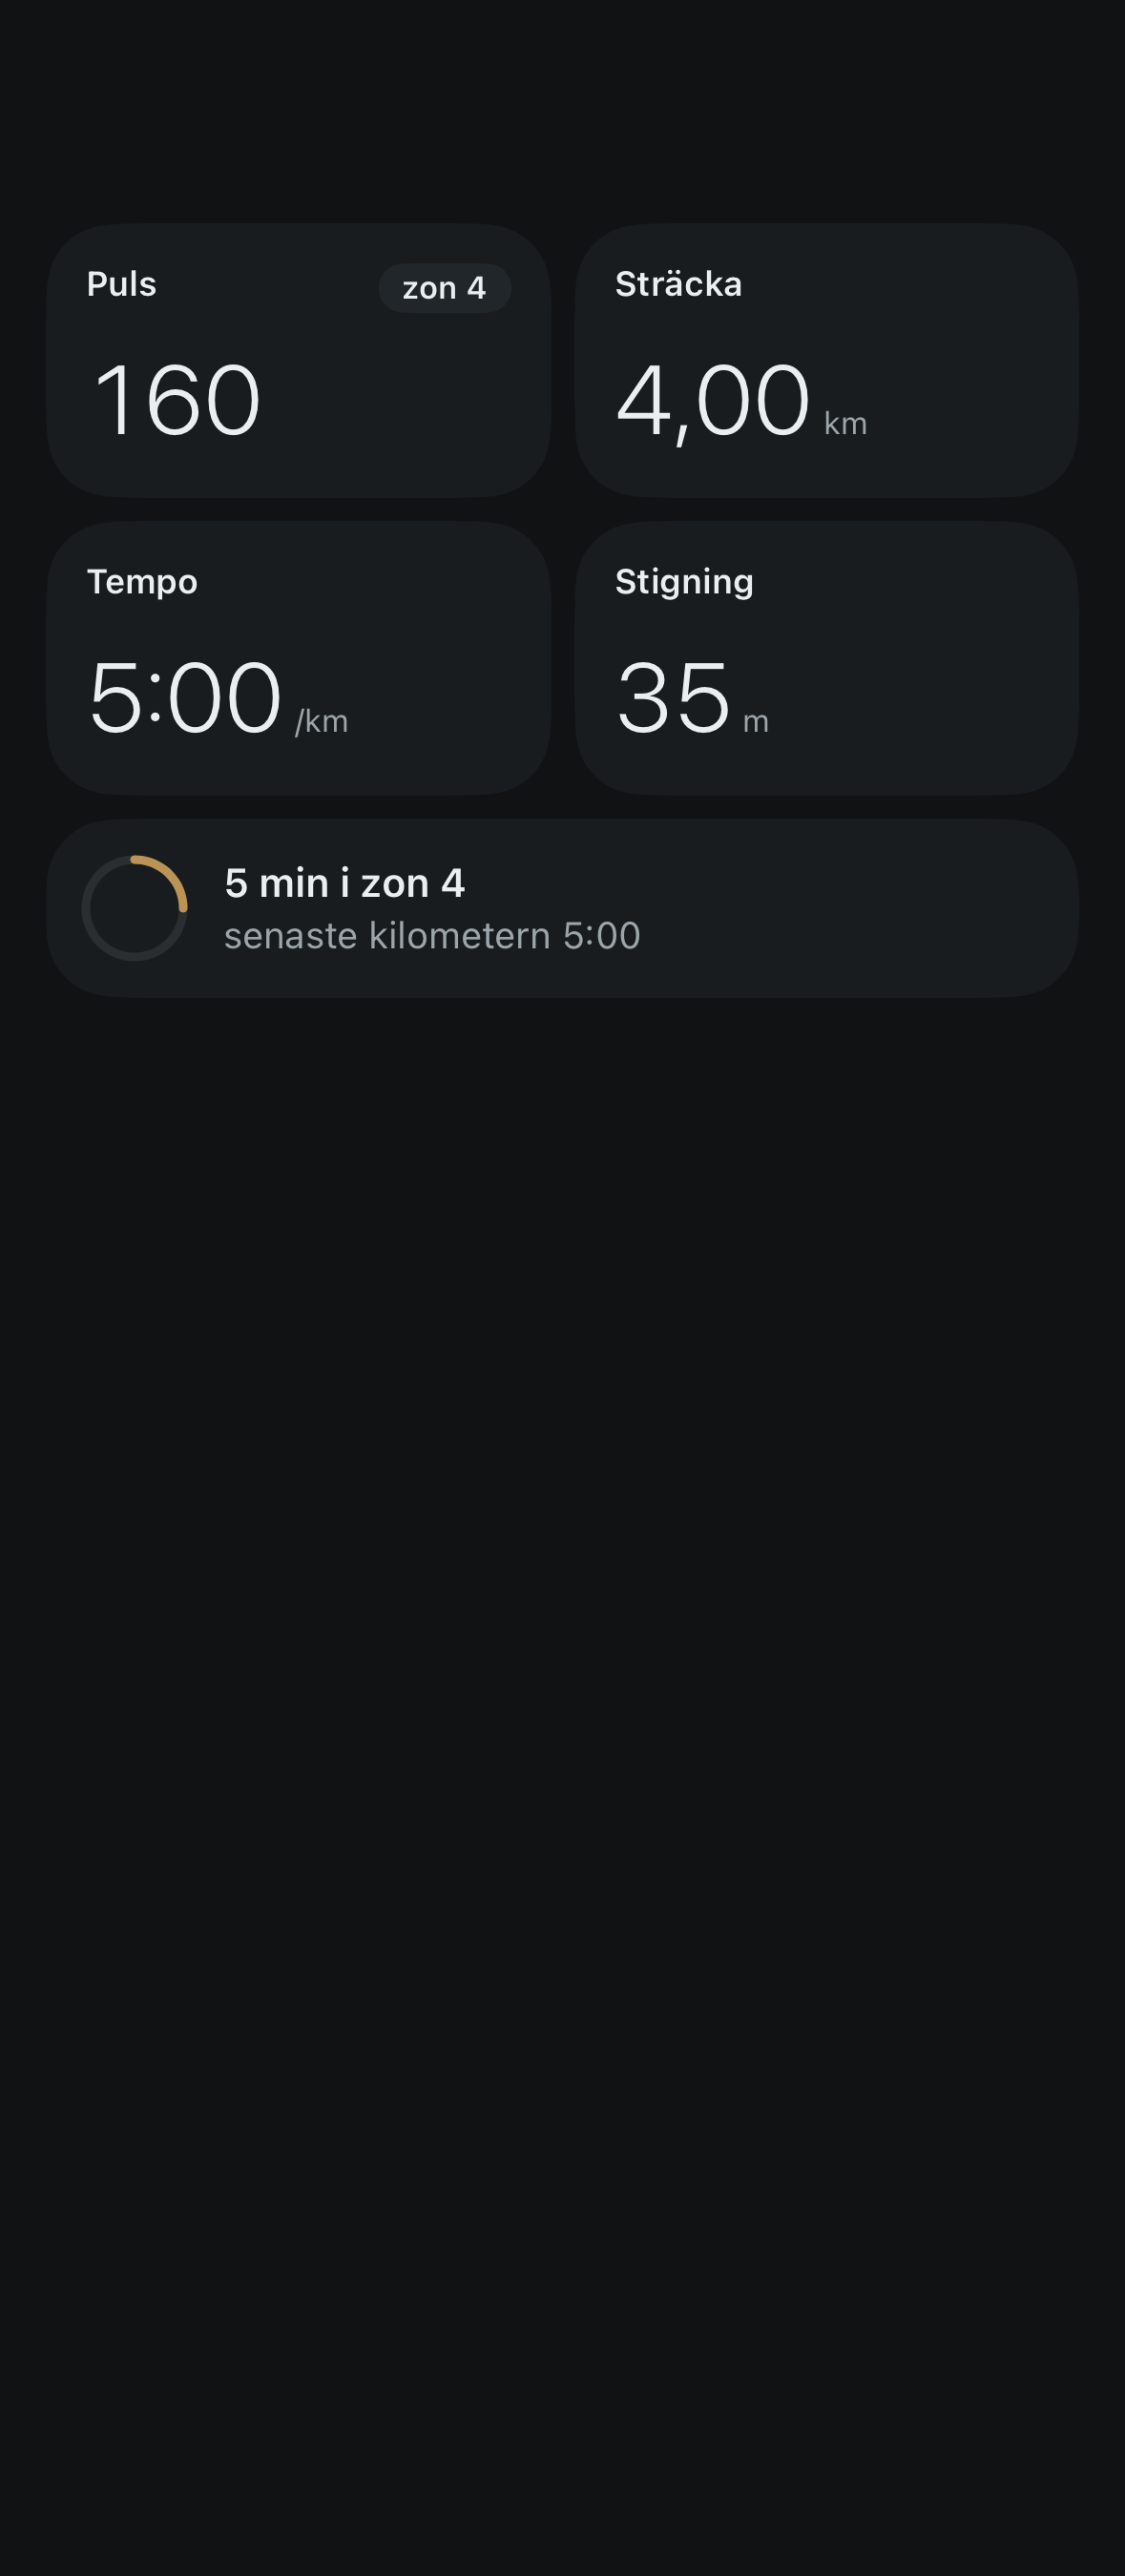 Puls
zon 4
160
Sträcka
4,00 km
Tempo
5:00 /km
Stigning
35 m
5 min i zon 4
senaste kilometern 5:00